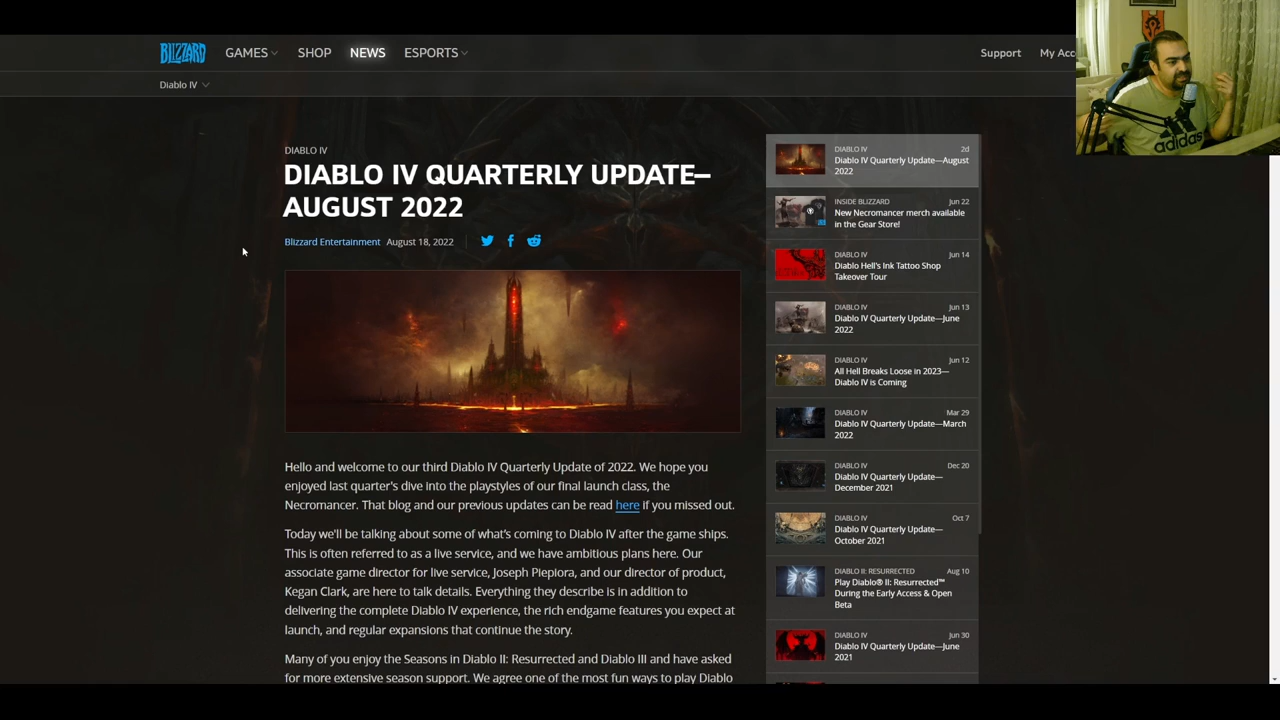 BLIZZARD
GAMES
SHOP
NEWS
ESPORTS
Support
My Acc
Diablo IV
DIABLO IV
DIABLO IV QUARTERLY UPDATE—
AUGUST 2022
Blizzard Entertainment August 18, 2022
Hello and welcome to our third Diablo IV Quarterly Update of 2022. We hope you
enjoyed last quarter's dive into the playstyles of our final launch class, the
Necromancer. That blog and our previous updates can be read here if you missed out.
Today we'll be talking about some of what's coming to Diablo IV after the game ships.
This is often referred to as a live service, and we have ambitious plans here. Our
associate game director for live service, Joseph Piepiora, and our director of product,
Kegan Clark, are here to talk details. Everything they describe is in addition to
delivering the complete Diablo IV experience, the rich endgame features you expect at
launch, and regular expansions that continue the story.
Many of you enjoy the Seasons in Diablo II: Resurrected and Diablo III and have asked
for more extensive season support. We agree one of the most fun ways to play Diablo
DIABLO IV 2d
Diablo IV Quarterly Update—August
2022
INSIDE BLIZZARD Jun 22
New Necromancer merch available
in the Gear Store!
DIABLO IV Jun 14
Diablo Hell's Ink Tattoo Shop
Takeover Tour
DIABLO IV Jun 13
Diablo IV Quarterly Update—June
2022
DIABLO IV Jun 12
All Hell Breaks Loose in 2023—
Diablo IV is Coming
DIABLO IV Mar 29
Diablo IV Quarterly Update—March
2022
DIABLO IV Dec 20
Diablo IV Quarterly Update—
December 2021
DIABLO IV Oct 7
Diablo IV Quarterly Update—
October 2021
DIABLO II: RESURRECTED Aug 10
Play Diablo® II: Resurrected™
During the Early Access & Open
Beta
DIABLO IV Jun 30
Diablo IV Quarterly Update—June
2021
adidas